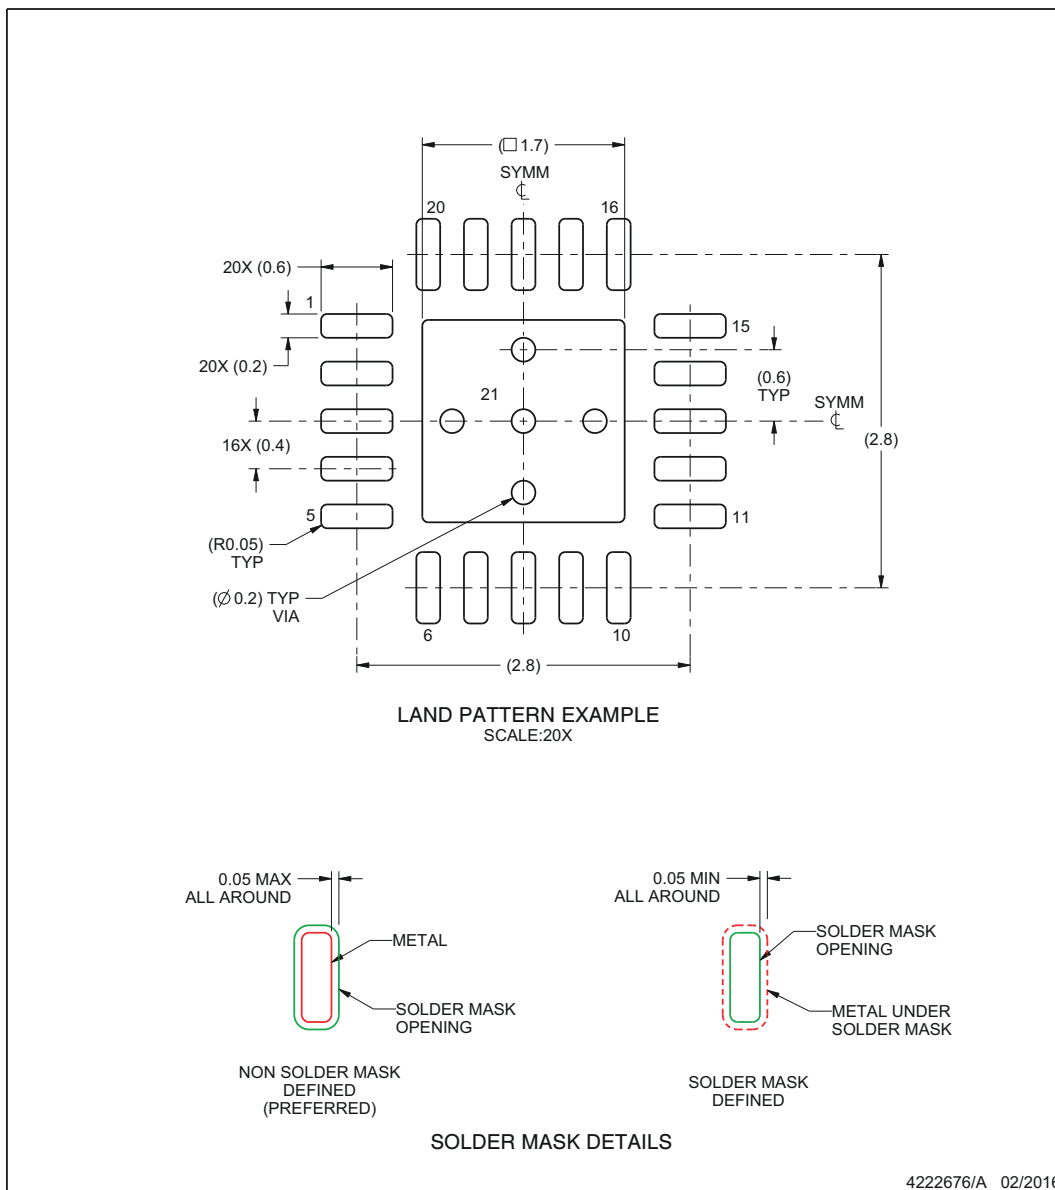 (□ 1.7)
SYMM
℄
20
16
20X (0.6)
1
15
20X (0.2)
(0.6)
TYP
21
SYMM
℄
(2.8)
16X (0.4)
5
11
(R0.05)
TYP
(Ø 0.2) TYP
VIA
6
10
(2.8)
LAND PATTERN EXAMPLE
SCALE:20X
0.05 MAX
ALL AROUND
METAL
SOLDER MASK
OPENING
NON SOLDER MASK
DEFINED
(PREFERRED)
0.05 MIN
ALL AROUND
SOLDER MASK
OPENING
METAL UNDER
SOLDER MASK
SOLDER MASK
DEFINED
SOLDER MASK DETAILS
4222676/A 02/2016